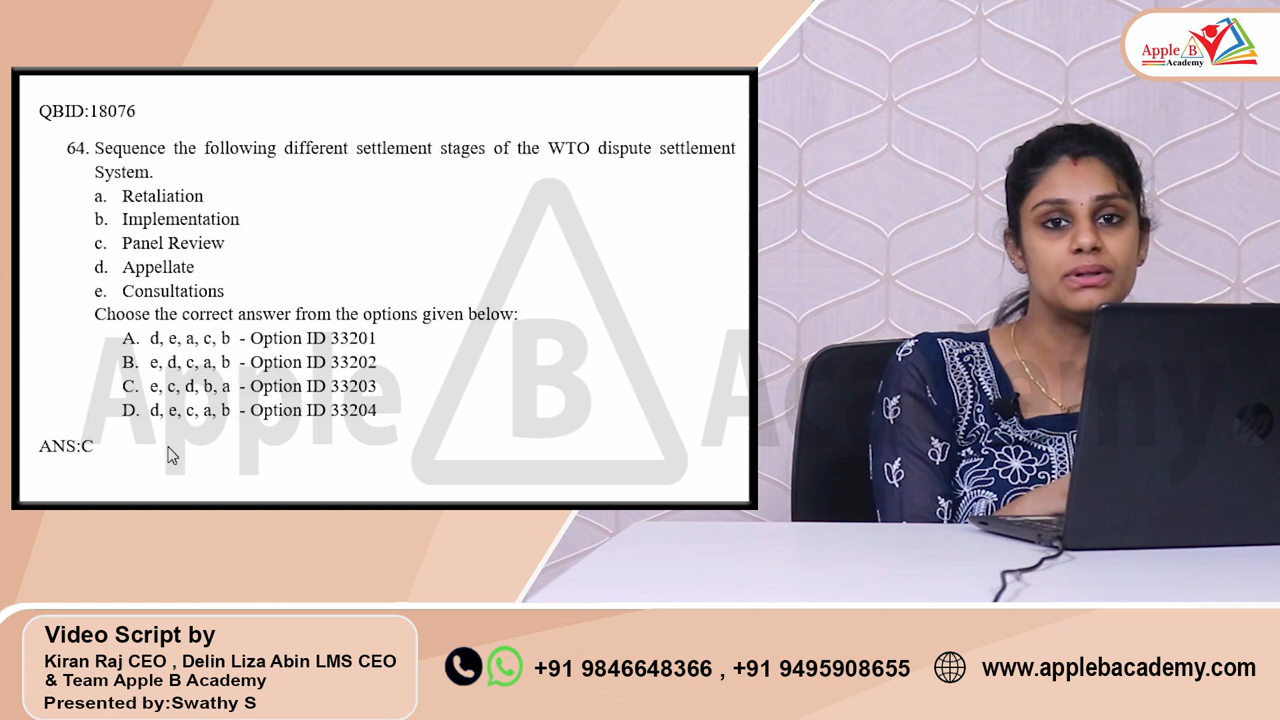 QBID:18076
64. Sequence the following different settlement stages of the WTO dispute settlement
System.
a. Retaliation
b. Implementation
c. Panel Review
d. Appellate
e. Consultations
Choose the correct answer from the options given below:
A. d, e, a, c, b - Option ID 33201
B. e, d, c, a, b - Option ID 33202
C. e, c, d, b, a - Option ID 33203
D. d, e, c, a, b - Option ID 33204
ANS:C
Apple B Academy
Apple B
Academy
hp
Video Script by
Kiran Raj CEO , Delin Liza Abin LMS CEO
& Team Apple B Academy
Presented by:Swathy S
+91 9846648366 , +91 9495908655
www.applebacademy.com